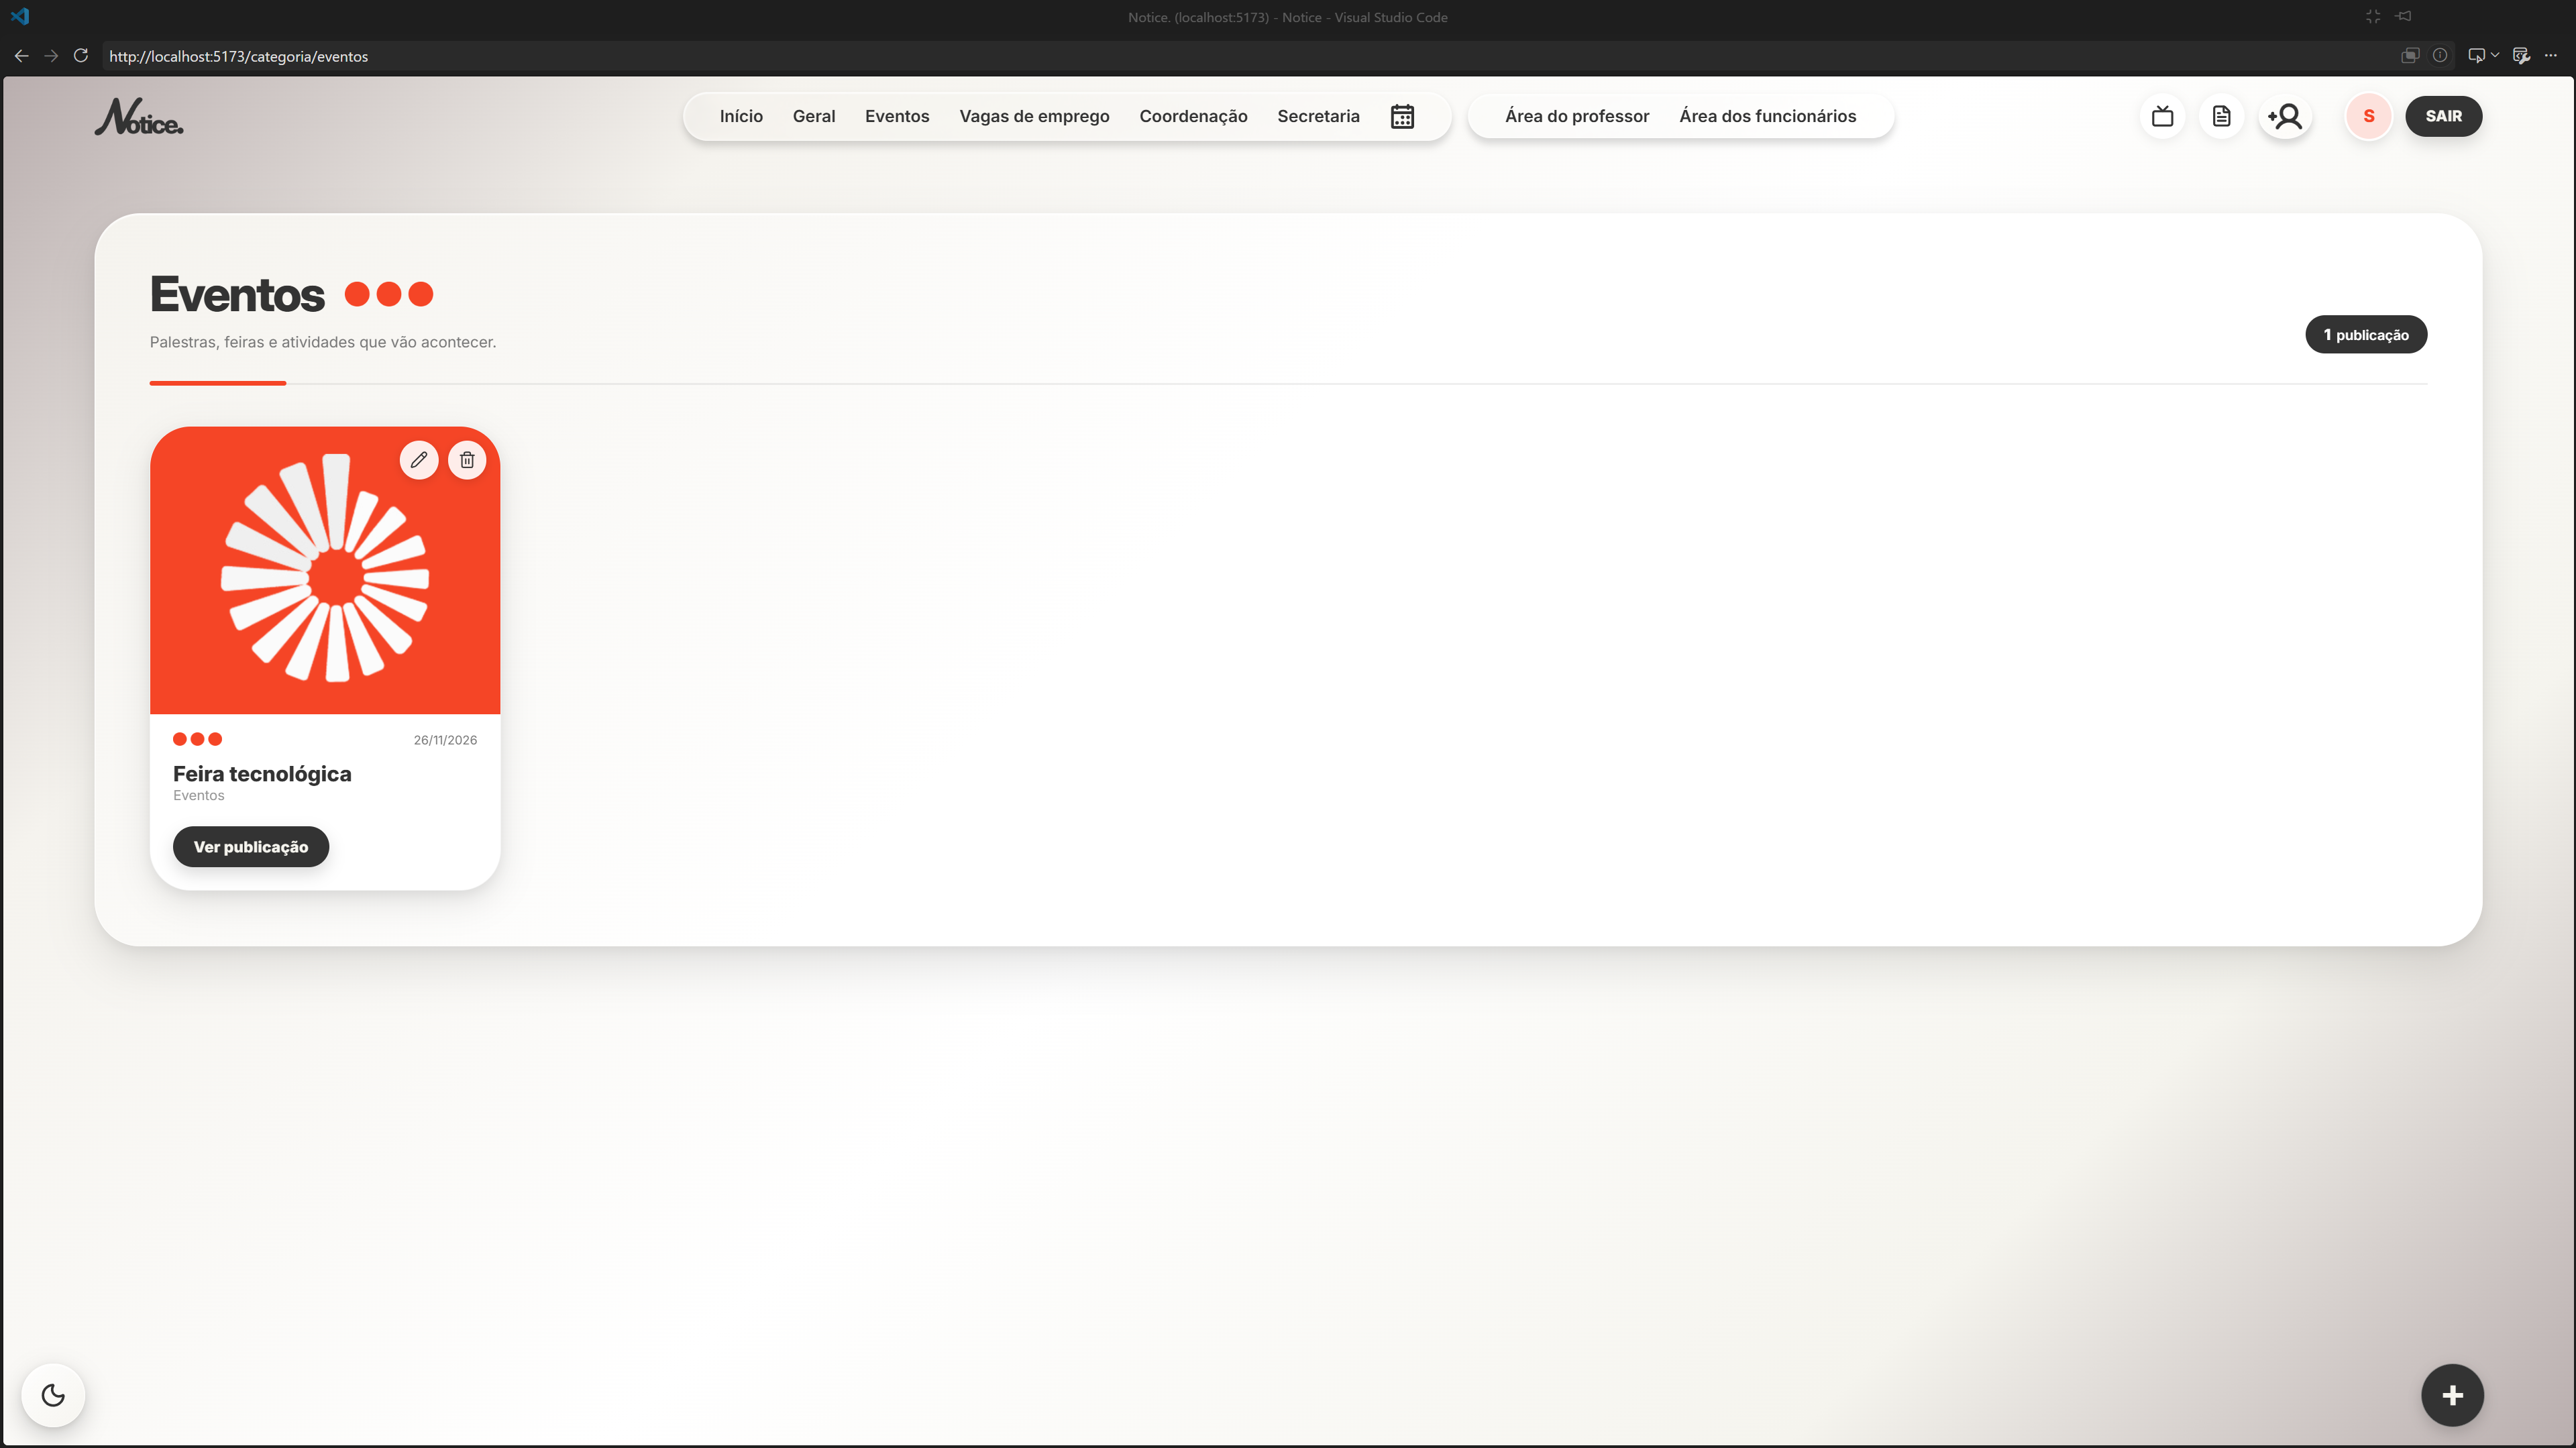 Notice. (localhost:5173) - Notice - Visual Studio Code
http://localhost:5173/categoria/eventos
Notice.
Início Geral Eventos Vagas de emprego Coordenação Secretaria Área do professor Área dos funcionários S SAIR
Eventos
Palestras, feiras e atividades que vão acontecer.
1 publicação
26/11/2026
Feira tecnológica
Eventos
Ver publicação